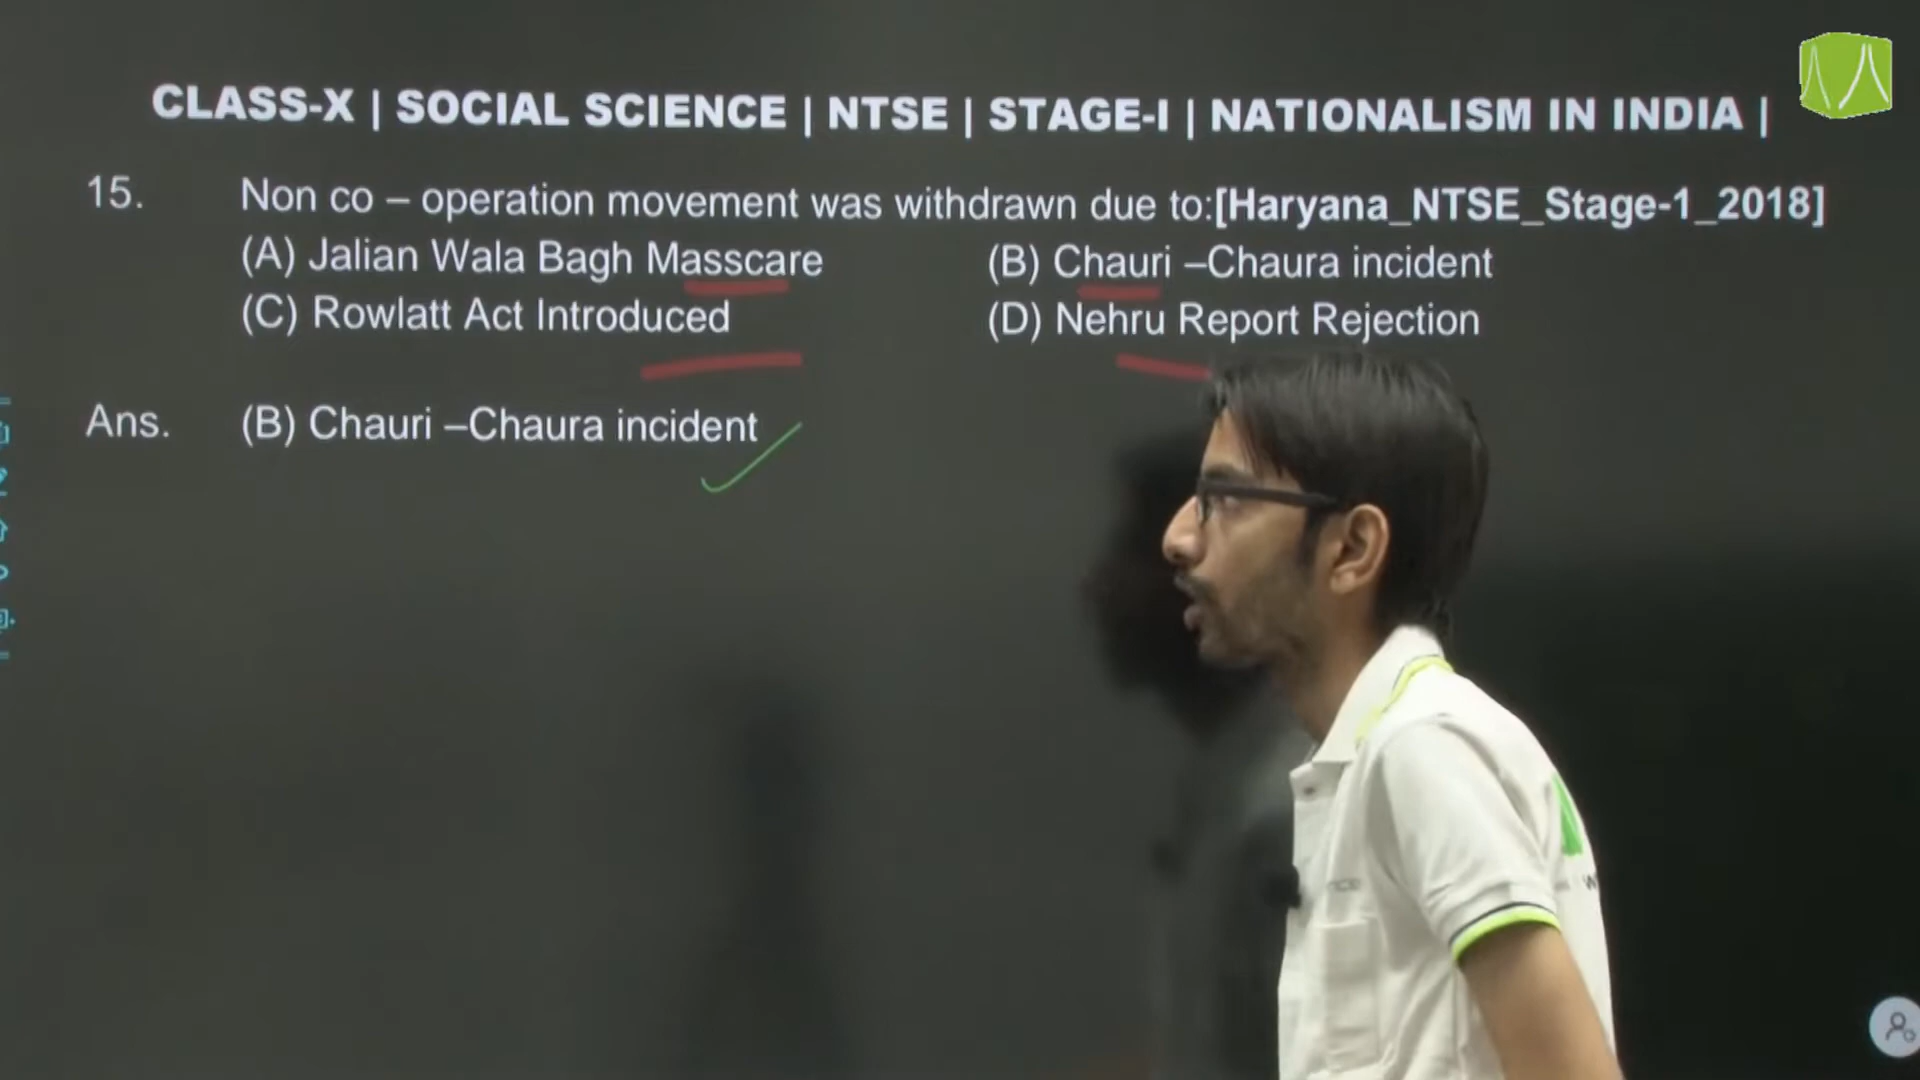 CLASS-X | SOCIAL SCIENCE | NTSE | STAGE-I | NATIONALISM IN INDIA |
15. Non co – operation movement was withdrawn due to:[Haryana_NTSE_Stage-1_2018]
(A) Jalian Wala Bagh Masscare (B) Chauri –Chaura incident
(C) Rowlatt Act Introduced (D) Nehru Report Rejection
Ans. (B) Chauri –Chaura incident